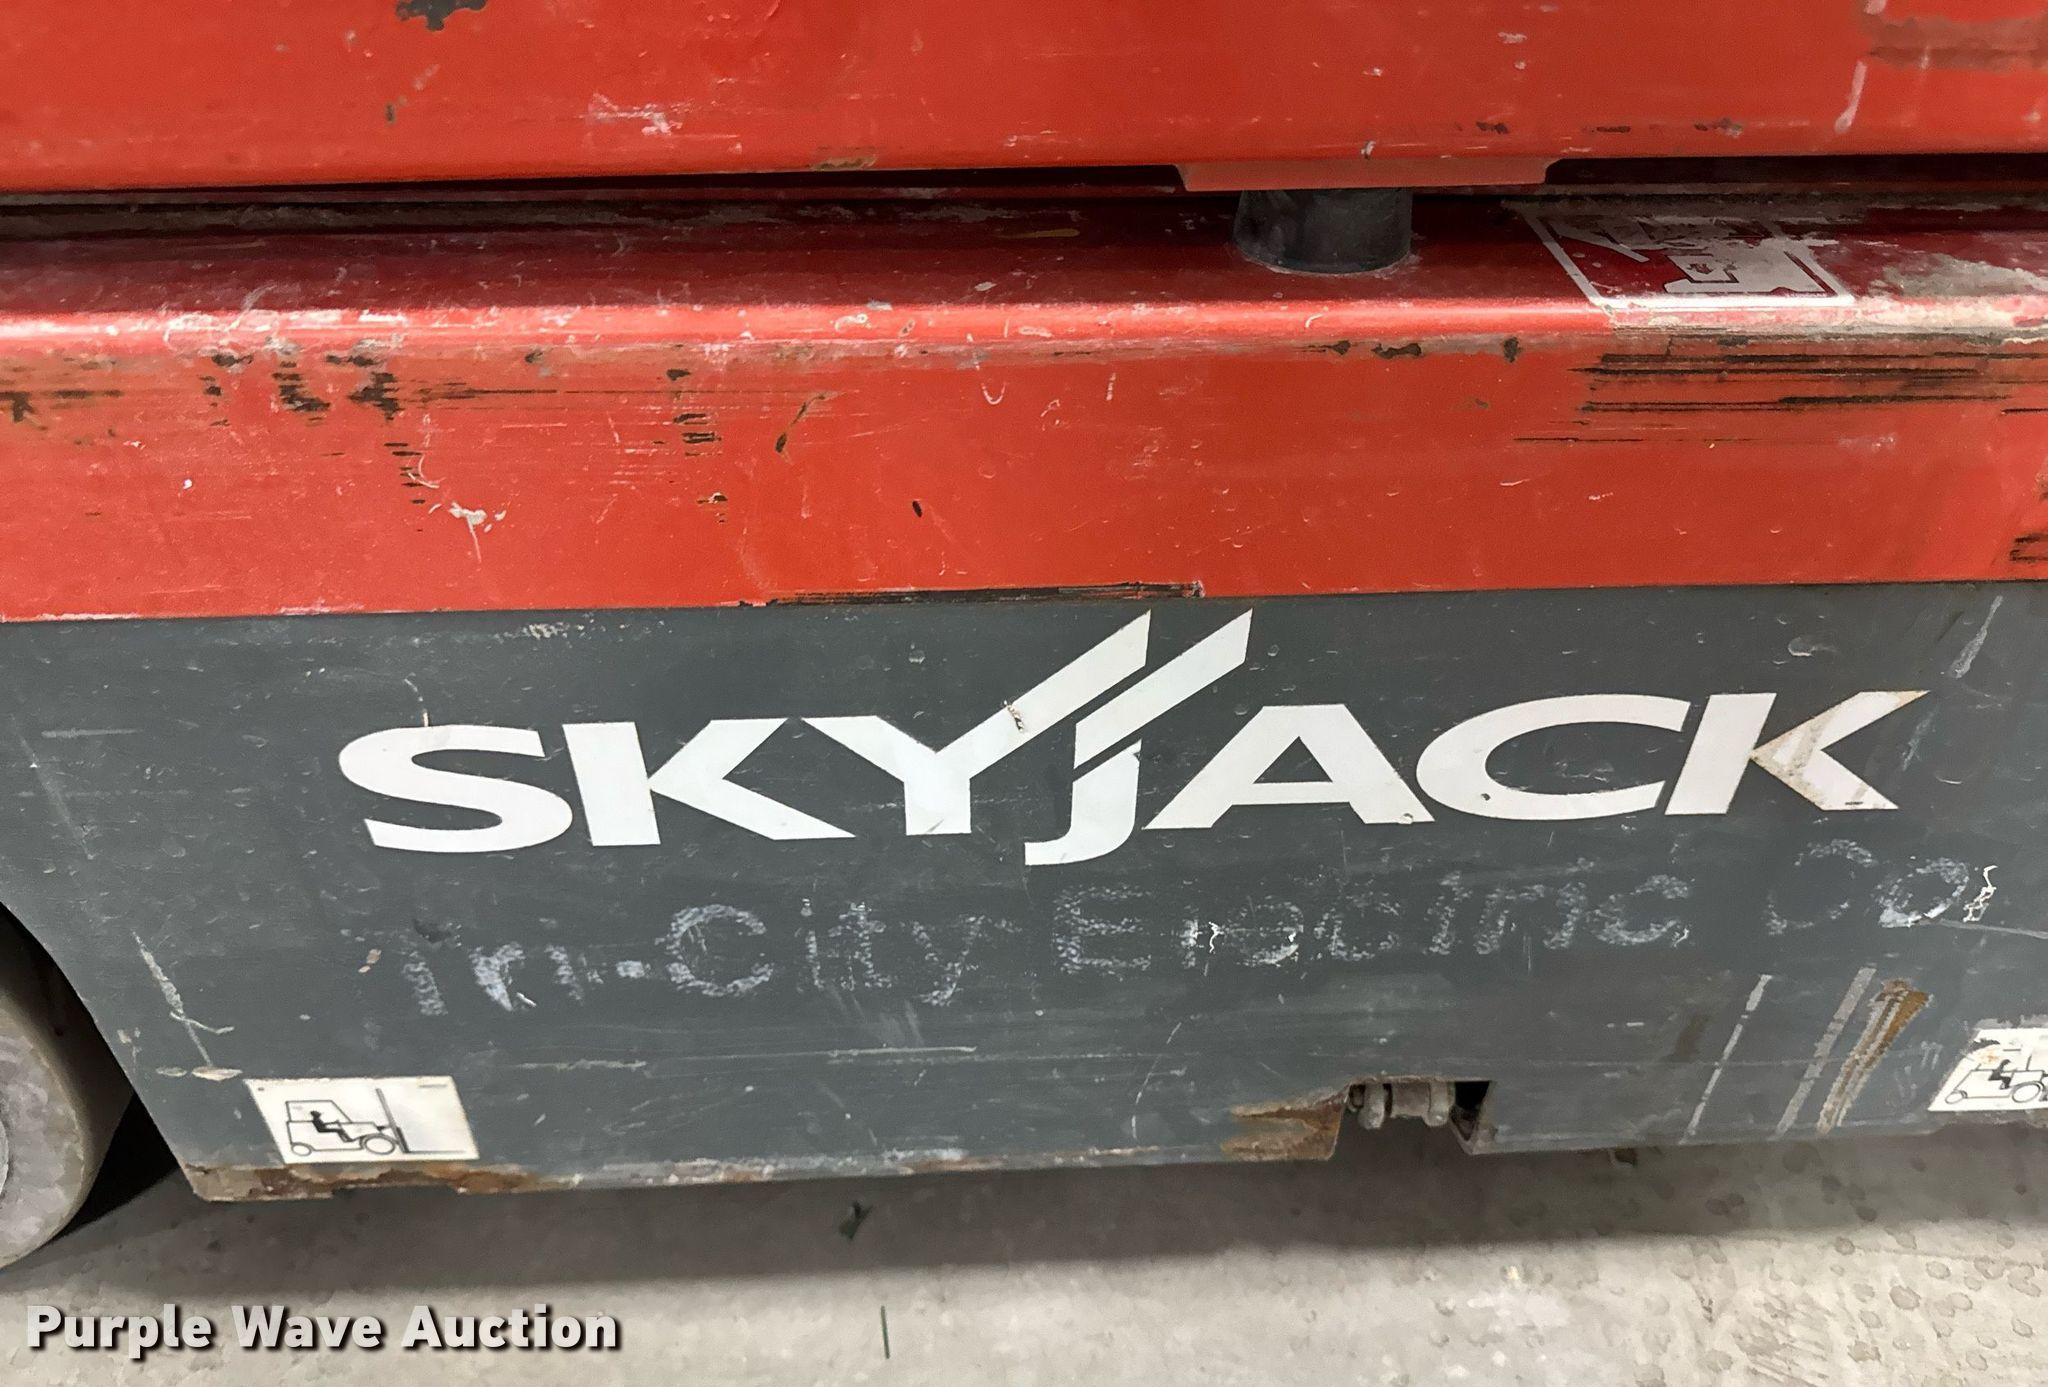 SKYJACK
Tri-City Electric Co.
Purple Wave Auction